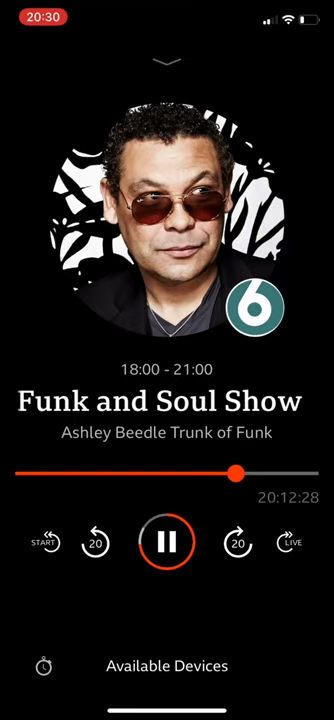 20:30
6
18:00 - 21:00
Funk and Soul Show
Ashley Beedle Trunk of Funk
20:12:28
START
20
20
LIVE
Available Devices